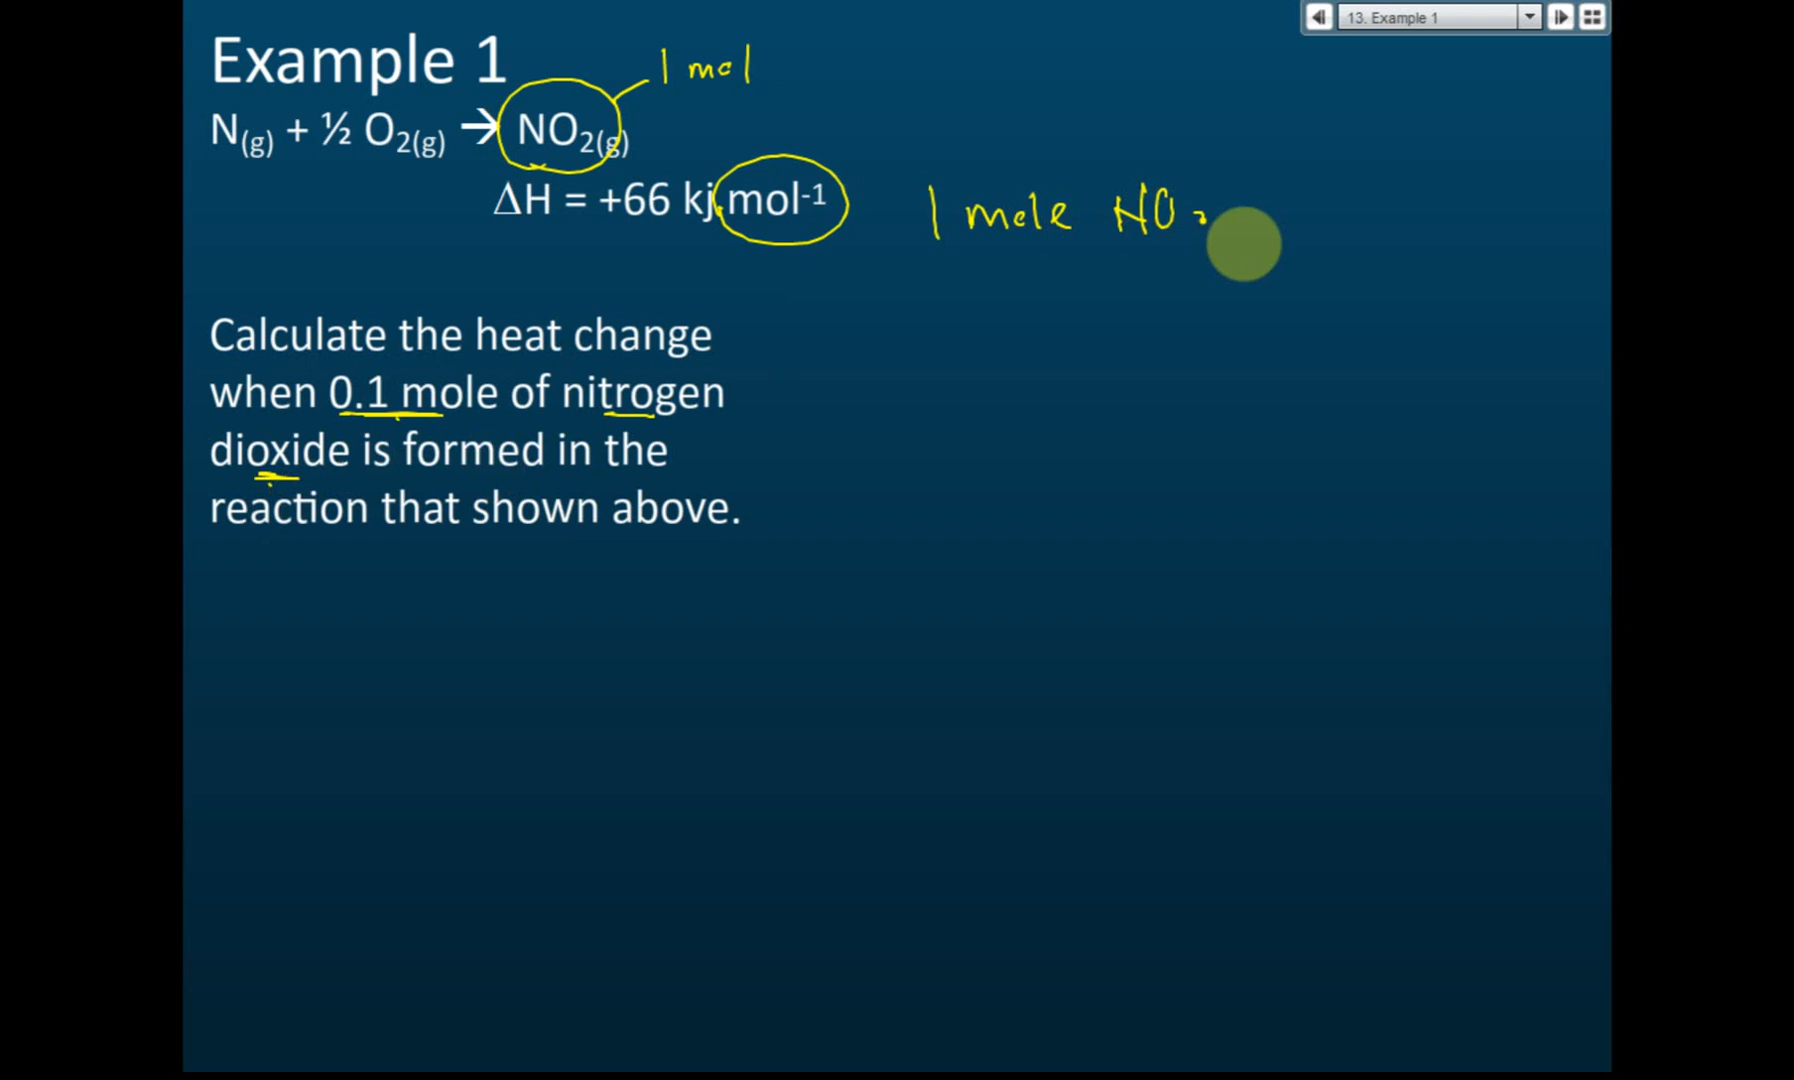 13. Example 1
Example 1
1 mol
N(g) + ½ O2(g) → NO2(g)
ΔH = +66 kj.mol-1
1 mole NO2
Calculate the heat change
when 0.1 mole of nitrogen
dioxide is formed in the
reaction that shown above.